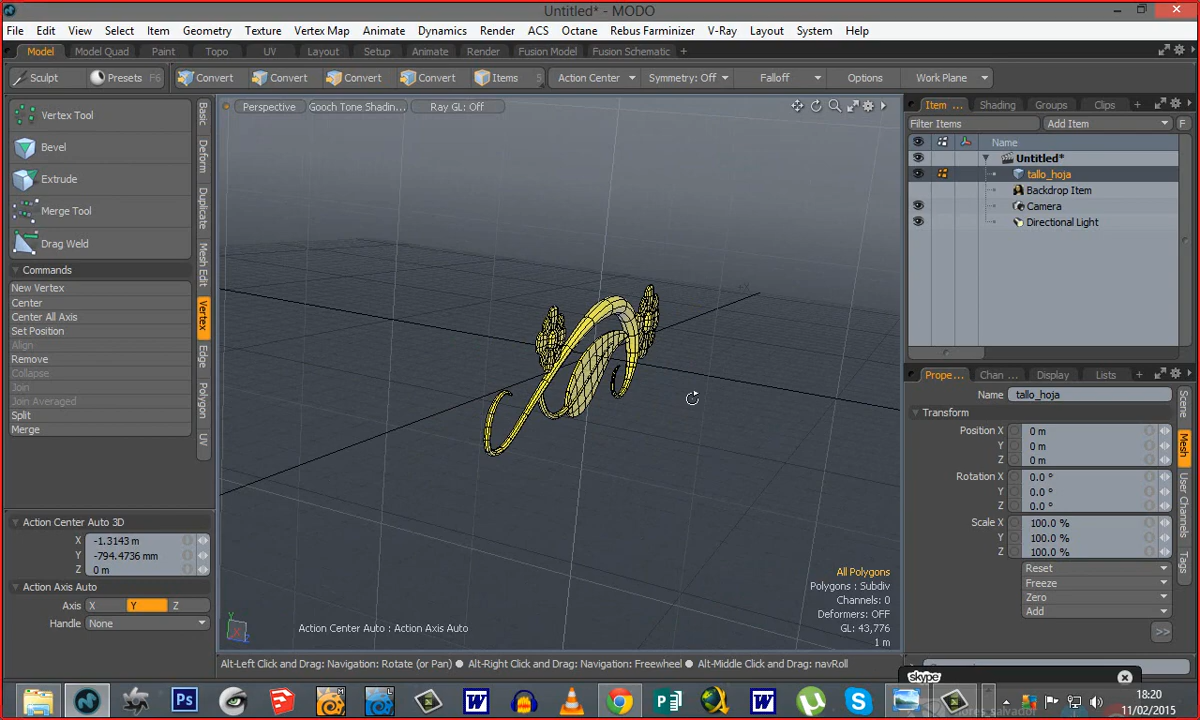 Untitled* - MODO
File Edit View Select Item Geometry Texture Vertex Map Animate Dynamics Render ACS Octane Rebus Farminizer V-Ray Layout System Help
Model Model Quad Paint Topo UV Layout Setup Animate Render Fusion Model Fusion Schematic +
Sculpt Presets F6 Convert Convert Convert Convert Items 5 Action Center Symmetry: Off Falloff Options Work Plane
Vertex Tool
Bevel
Extrude
Merge Tool
Drag Weld
Commands
New Vertex
Center
Center All Axis
Set Position
Align
Remove
Collapse
Join
Join Averaged
Split
Merge
Basic
Deform
Duplicate
Mesh Edit
Vertex
Edge
Polygon
UV
Action Center Auto 3D
X -1.3143 m
Y -794.4736 mm
Z 0 m
Action Axis Auto
Axis X Y Z
Handle None
Perspective Gooch Tone Shadin... Ray GL: Off
All Polygons
Polygons : Subdiv
Channels: 0
Deformers: OFF
GL: 43,776
1 m
Action Center Auto : Action Axis Auto
Alt-Left Click and Drag: Navigation: Rotate (or Pan) ● Alt-Right Click and Drag: Navigation: Freewheel ● Alt-Middle Click and Drag: navRoll
Item ... Shading Groups Clips +
Filter Items Add Item F
Name
Untitled*
tallo_hoja
Backdrop Item
Camera
Directional Light
Prope... Chan ... Display Lists +
Name tallo_hoja
Transform
Position X 0 m
Y 0 m
Z 0 m
Rotation X 0.0 °
Y 0.0 °
Z 0.0 °
Scale X 100.0 %
Y 100.0 %
Z 100.0 %
Reset
Freeze
Zero
Add
>>
Scene
Mesh
User Channels
Tags
skype
18:20
11/02/2015